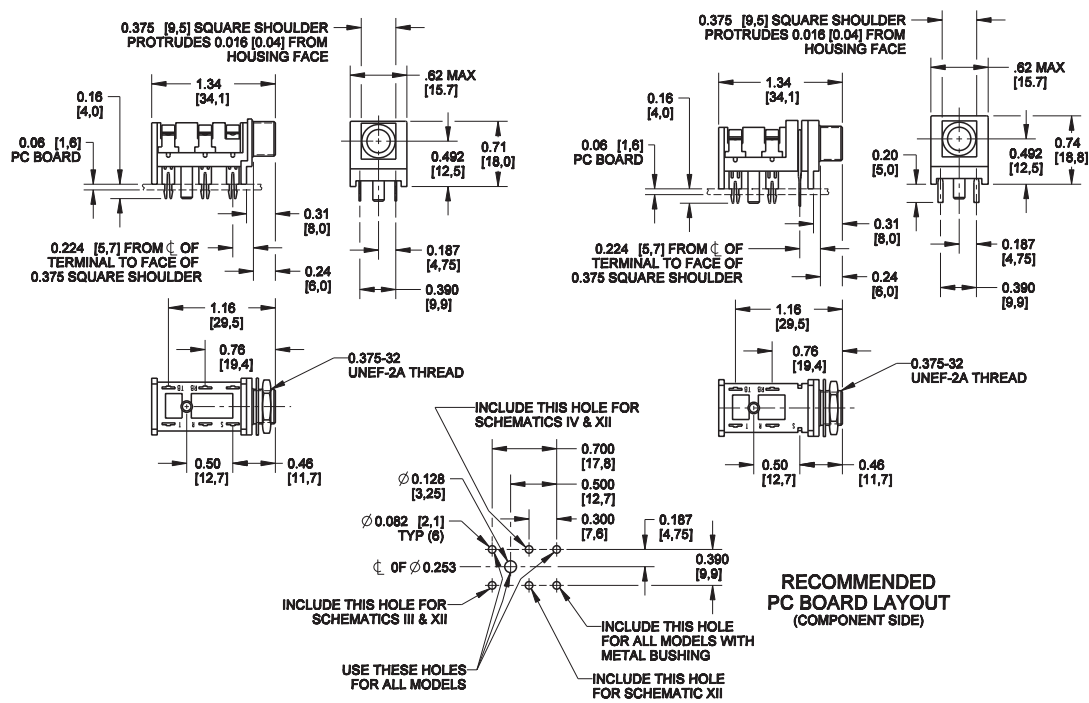 0.375 [9,5] SQUARE SHOULDER
PROTRUDES 0.016 [0.04] FROM
HOUSING FACE
1.34
[34,1]
.62 MAX
[15.7]
0.16
[4,0]
0.06 [1,6]
PC BOARD
0.492
[12,5]
0.71
[18,0]
0.31
[8,0]
0.224 [5,7] FROM ℄ OF
TERMINAL TO FACE OF
0.375 SQUARE SHOULDER
0.24
[6,0]
0.187
[4,75]
0.390
[9,9]
1.16
[29,5]
0.76
[19,4]
0.375-32
UNEF-2A THREAD
TB RB
T R S
0.50
[12,7]
0.46
[11,7]
0.375 [9,5] SQUARE SHOULDER
PROTRUDES 0.016 [0.04] FROM
HOUSING FACE
1.34
[34,1]
.62 MAX
[15.7]
0.16
[4,0]
0.06 [1,6]
PC BOARD
0.20
[5,0]
0.492
[12,5]
0.74
[18,8]
0.31
[8,0]
0.224 [5,7] FROM ℄ OF
TERMINAL TO FACE OF
0.375 SQUARE SHOULDER
0.24
[6,0]
0.187
[4,75]
0.390
[9,9]
1.16
[29,5]
0.76
[19,4]
0.375-32
UNEF-2A THREAD
TB RB
T R S
0.50
[12,7]
0.46
[11,7]
INCLUDE THIS HOLE FOR
SCHEMATICS IV & XII
0.700
[17,8]
∅ 0.128
[3,25]
0.500
[12,7]
∅ 0.082 [2,1]
TYP (6)
0.300
[7,6]
0.187
[4,75]
℄ OF ∅ 0.253
0.390
[9,9]
INCLUDE THIS HOLE FOR
SCHEMATICS III & XII
INCLUDE THIS HOLE
FOR ALL MODELS WITH
METAL BUSHING
USE THESE HOLES
FOR ALL MODELS
INCLUDE THIS HOLE
FOR SCHEMATIC XII
RECOMMENDED
PC BOARD LAYOUT
(COMPONENT SIDE)